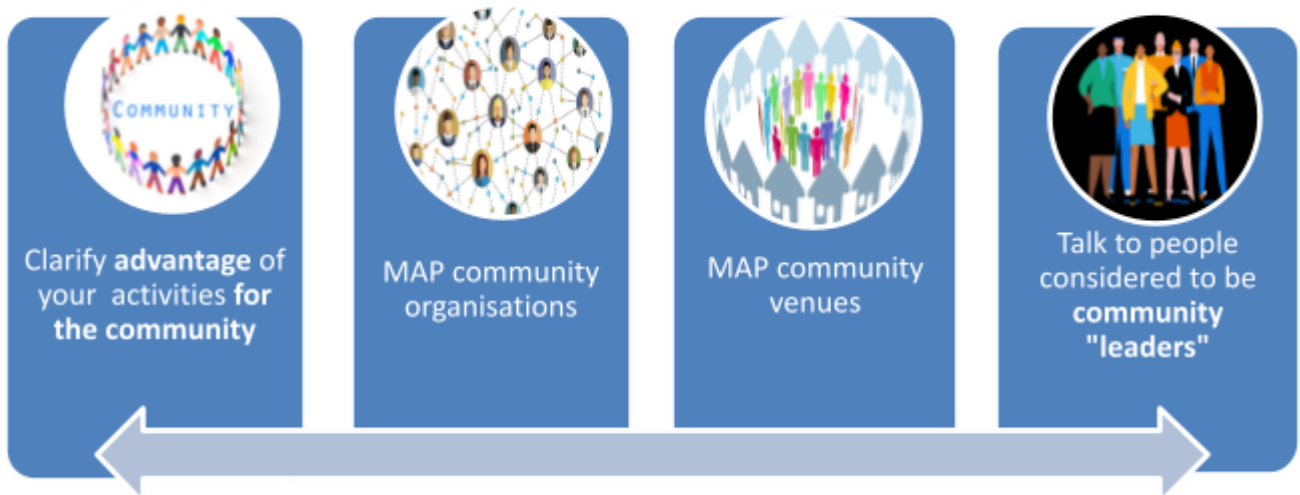 COMMUNITY
Clarify advantage of
your activities for
the community
MAP community
organisations
MAP community
venues
Talk to people
considered to be
community
"leaders"